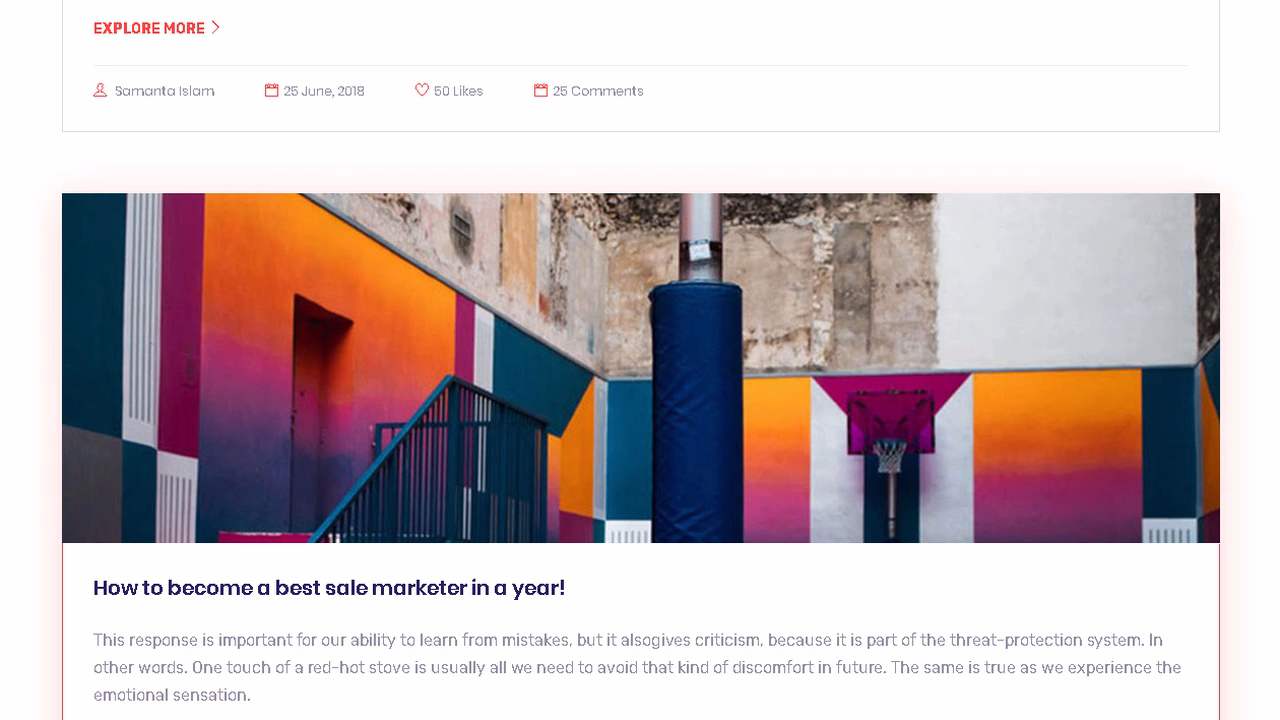 EXPLORE MORE
Samanta Islam 25 June, 2018 50 Likes 25 Comments
How to become a best sale marketer in a year!
This response is important for our ability to learn from mistakes, but it alsogives criticism, because it is part of the threat-protection system. In
other words. One touch of a red-hot stove is usually all we need to avoid that kind of discomfort in future. The same is true as we experience the
emotional sensation.